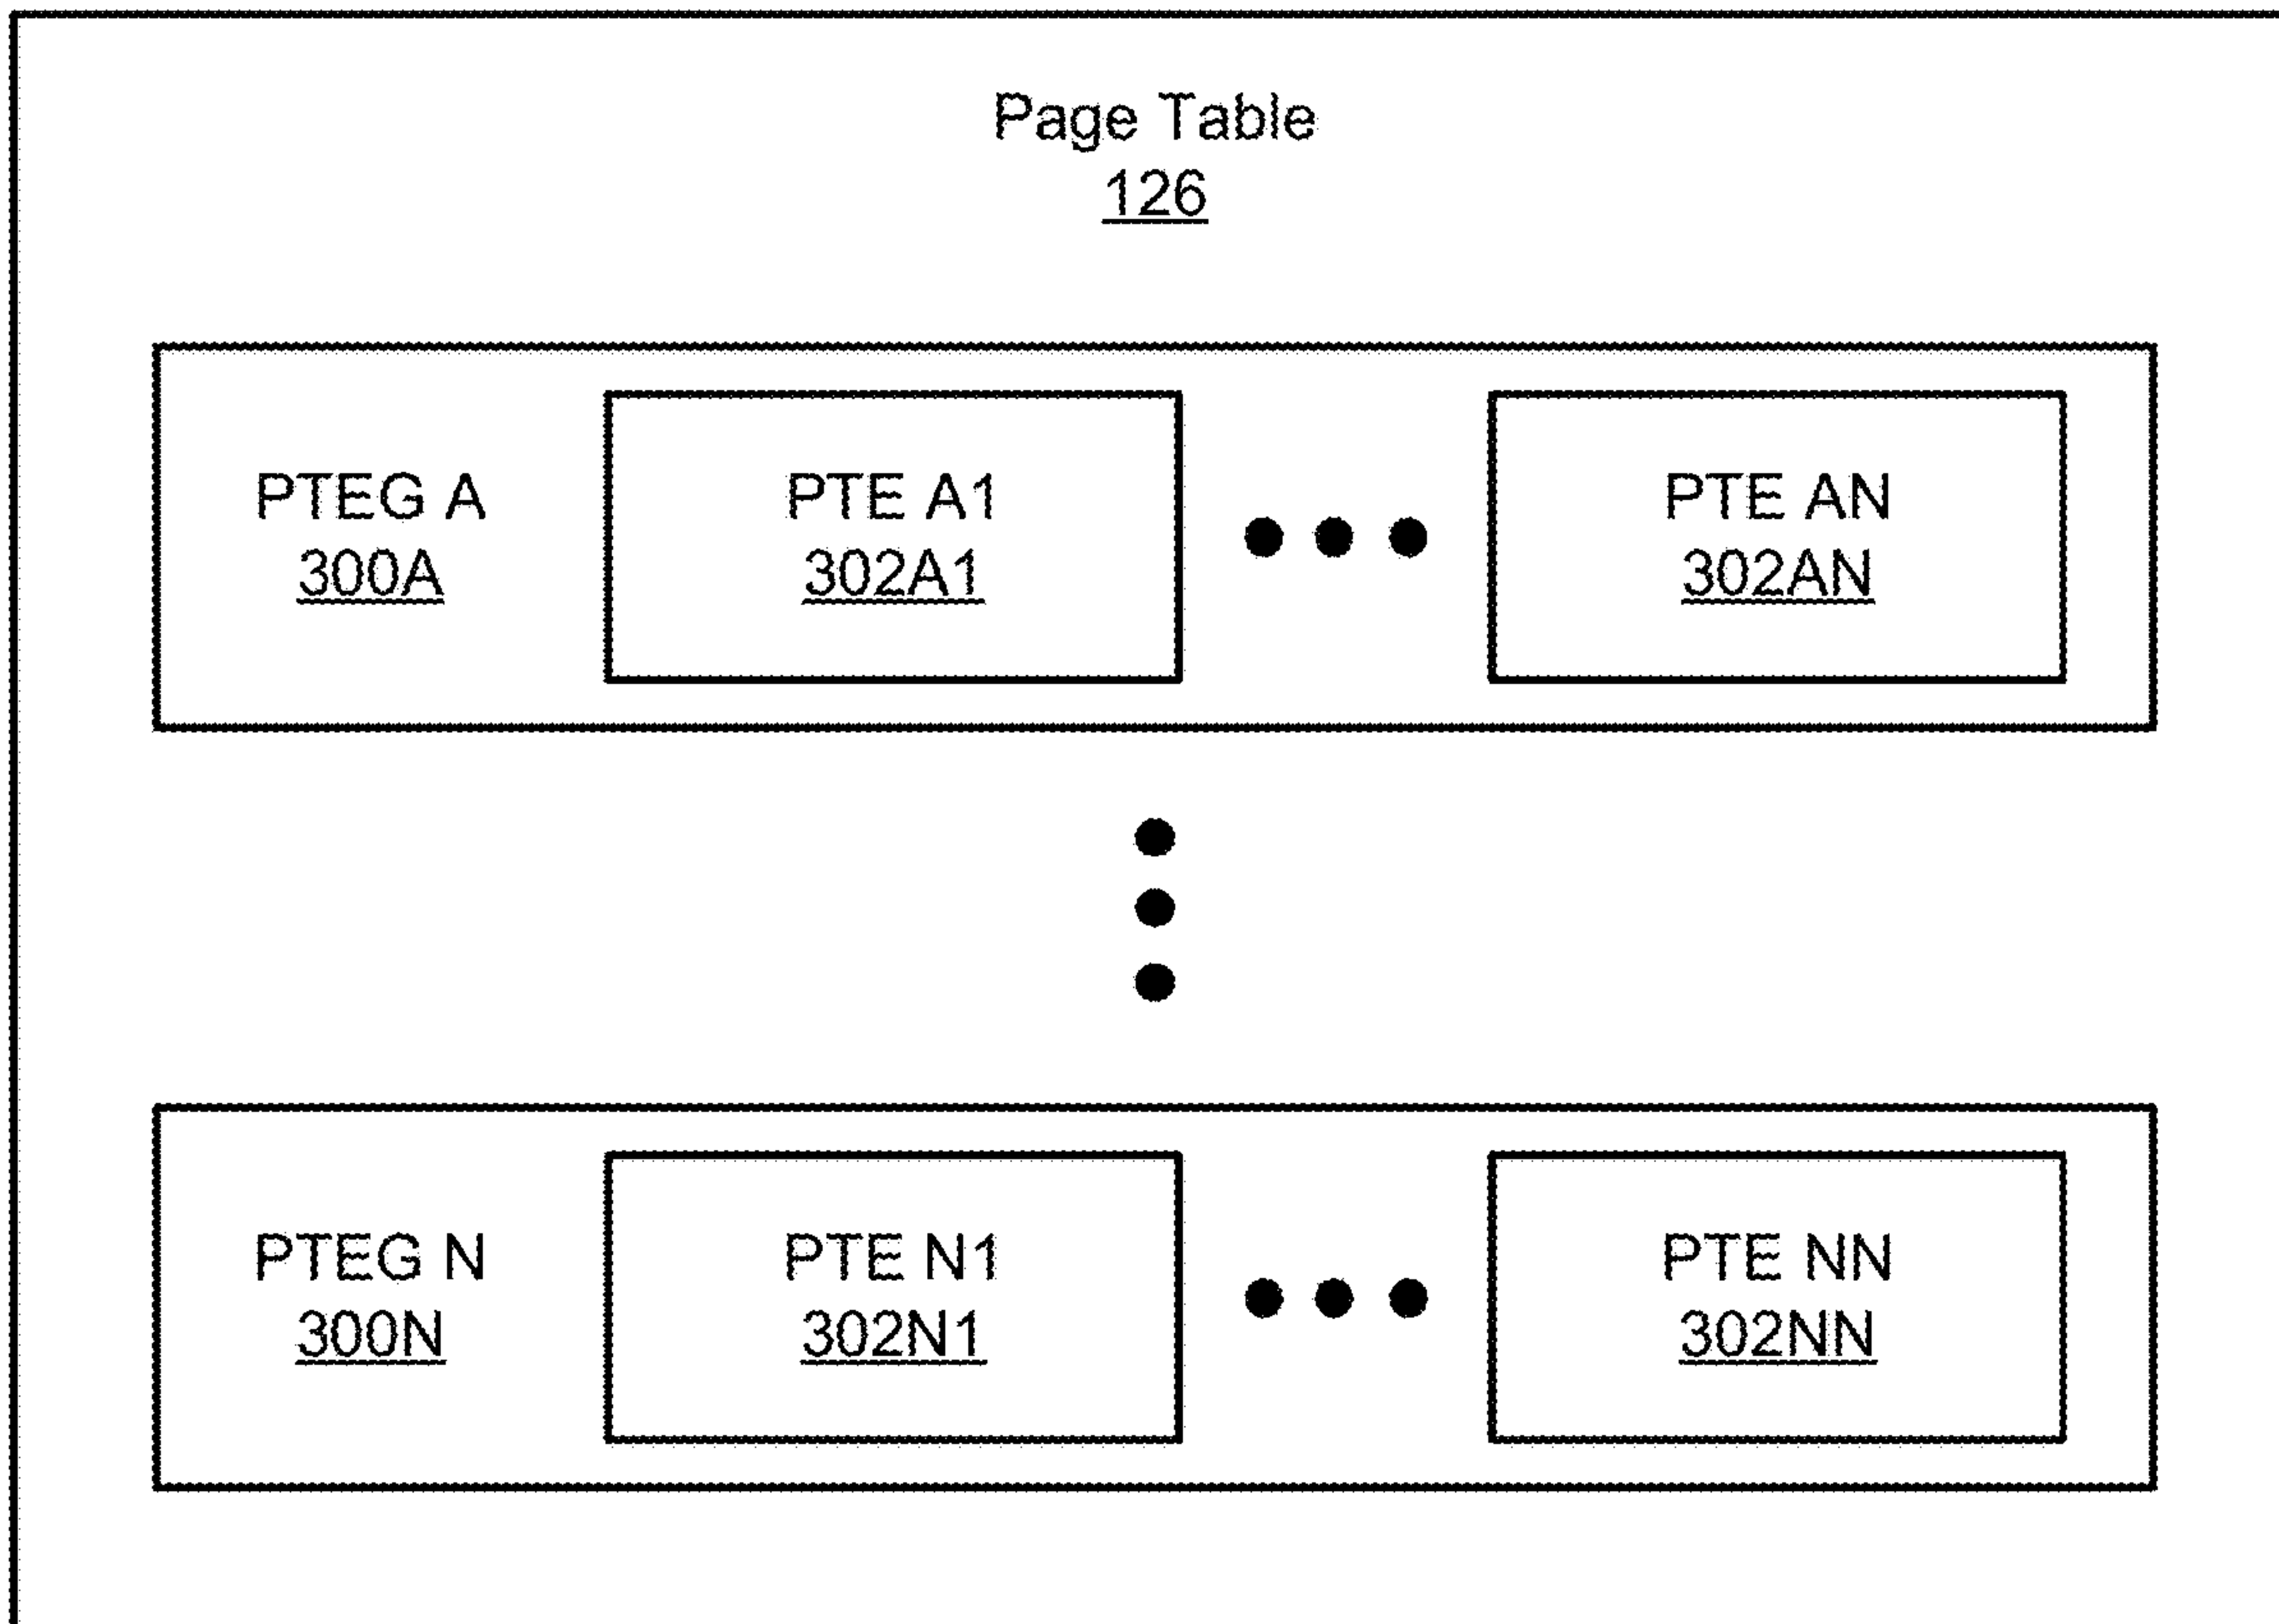 Page Table
126
PTEG A
300A
PTE A1
302A1
PTE AN
302AN
PTEG N
300N
PTE N1
302N1
PTE NN
302NN